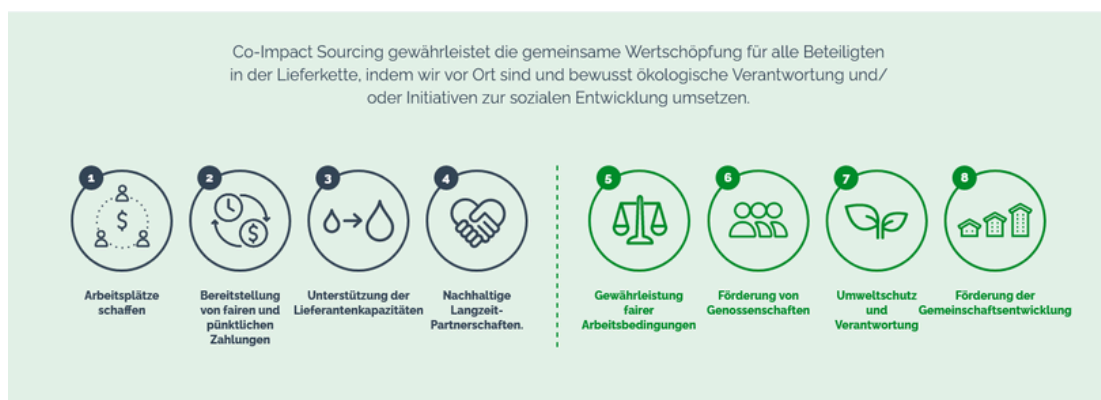 Co-Impact Sourcing gewährleistet die gemeinsame Wertschöpfung für alle Beteiligten
in der Lieferkette, indem wir vor Ort sind und bewusst ökologische Verantwortung und/
oder Initiativen zur sozialen Entwicklung umsetzen.
1
$
Arbeitsplätze
schaffen
2
$
Bereitstellung
von fairen und
pünktlichen
Zahlungen
3
Unterstützung der
Lieferantenkapazitäten
4
Nachhaltige
Langzeit-
Partnerschaften.
5
Gewährleistung
fairer
Arbeitsbedingungen
6
Förderung von
Genossenschaften
7
Umweltschutz
und
Verantwortung
8
Förderung der
Gemeinschaftsentwicklung